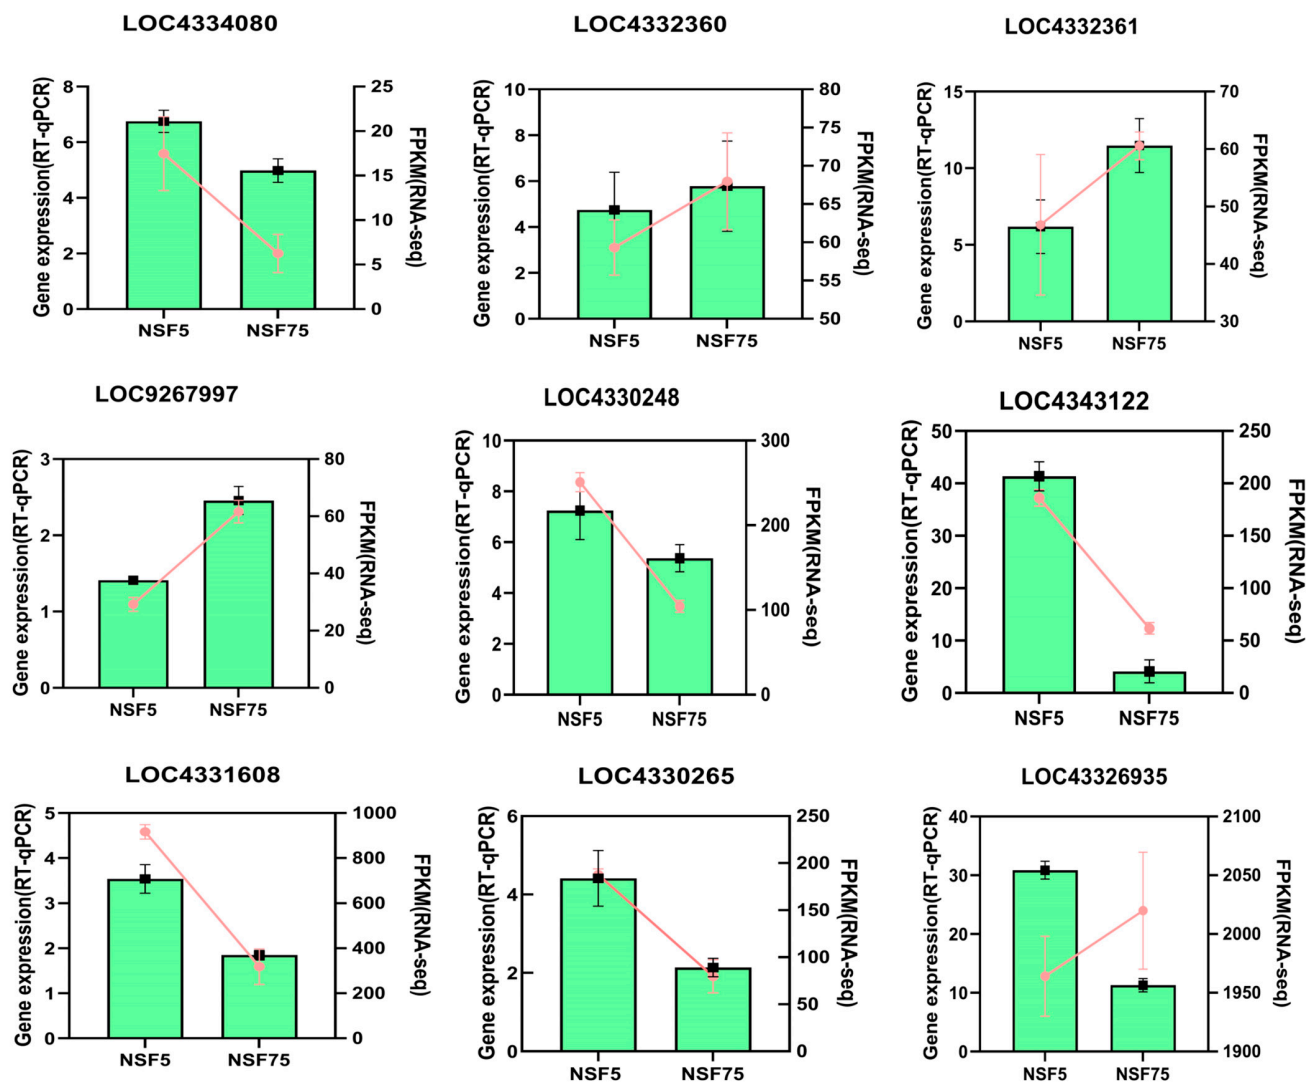 LOC4334080
Gene expression(RT-qPCR)
8
6
4
2
0
25
20
15
10
5
0
FPKM(RNA-seq)
NSF5 NSF75
LOC4332360
Gene expression(RT-qPCR)
10
8
6
4
2
0
80
75
70
65
60
55
50
FPKM(RNA-seq)
NSF5 NSF75
LOC4332361
Gene expression(RT-qPCR)
15
10
5
0
70
60
50
40
30
FPKM(RNA-seq)
NSF5 NSF75
LOC9267997
Gene expression(RT-qPCR)
3
2
1
0
80
60
40
20
0
FPKM(RNA-seq)
NSF5 NSF75
LOC4330248
Gene expression(RT-qPCR)
10
8
6
4
2
0
300
200
100
0
FPKM(RNA-seq)
NSF5 NSF75
LOC4343122
Gene expression(RT-qPCR)
50
40
30
20
10
0
250
200
150
100
50
0
FPKM(RNA-seq)
NSF5 NSF75
LOC4331608
Gene expression(RT-qPCR)
5
4
3
2
1
0
1000
800
600
400
200
0
FPKM(RNA-seq)
NSF5 NSF75
LOC4330265
Gene expression(RT-qPCR)
6
4
2
0
250
200
150
100
50
0
FPKM(RNA-seq)
NSF5 NSF75
LOC43326935
Gene expression(RT-qPCR)
40
30
20
10
0
2100
2050
2000
1950
1900
FPKM(RNA-seq)
NSF5 NSF75